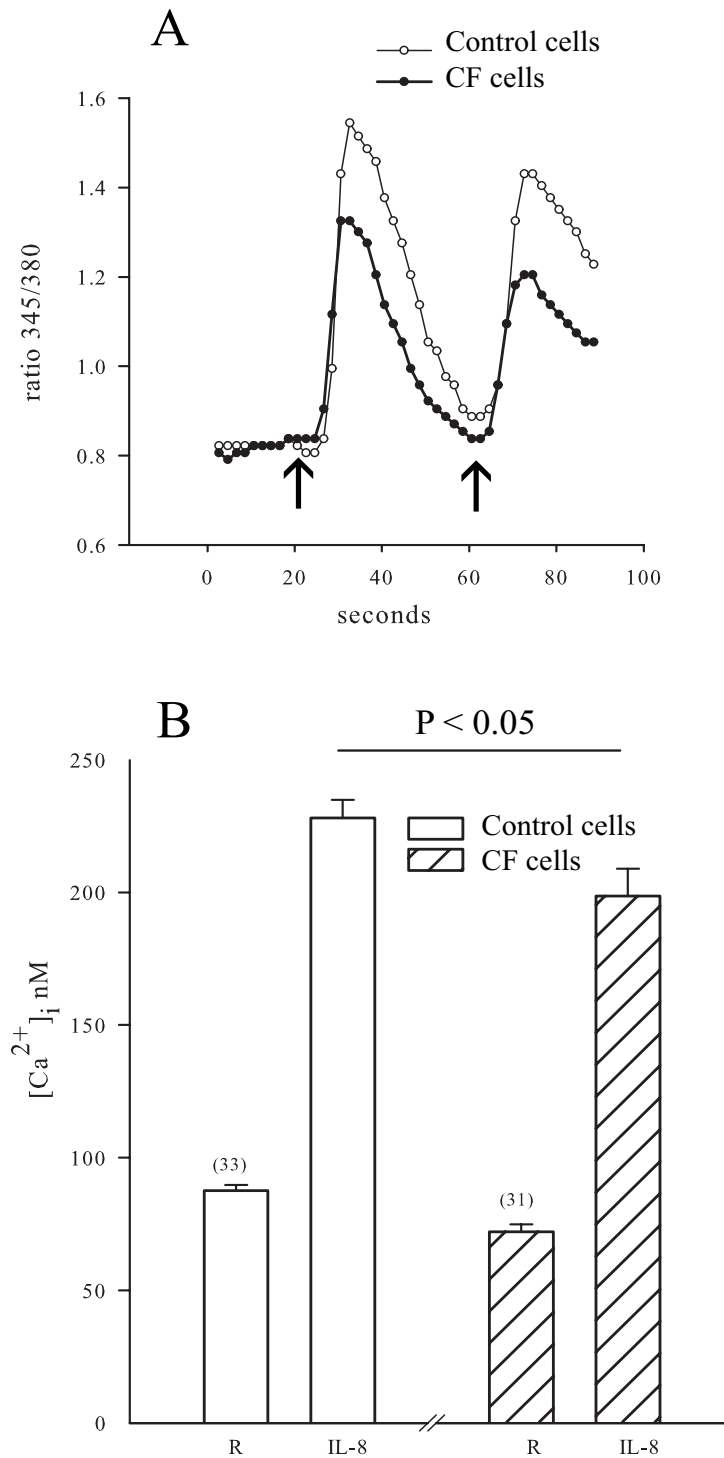 A
Control cells
CF cells
1.6
1.4
1.2
1.0
0.8
0.6
ratio 345/380
0 20 40 60 80 100
seconds
B
P < 0.05
250
200
150
100
50
0
[Ca2+]i nM
Control cells
CF cells
(33)
(31)
R IL-8 R IL-8